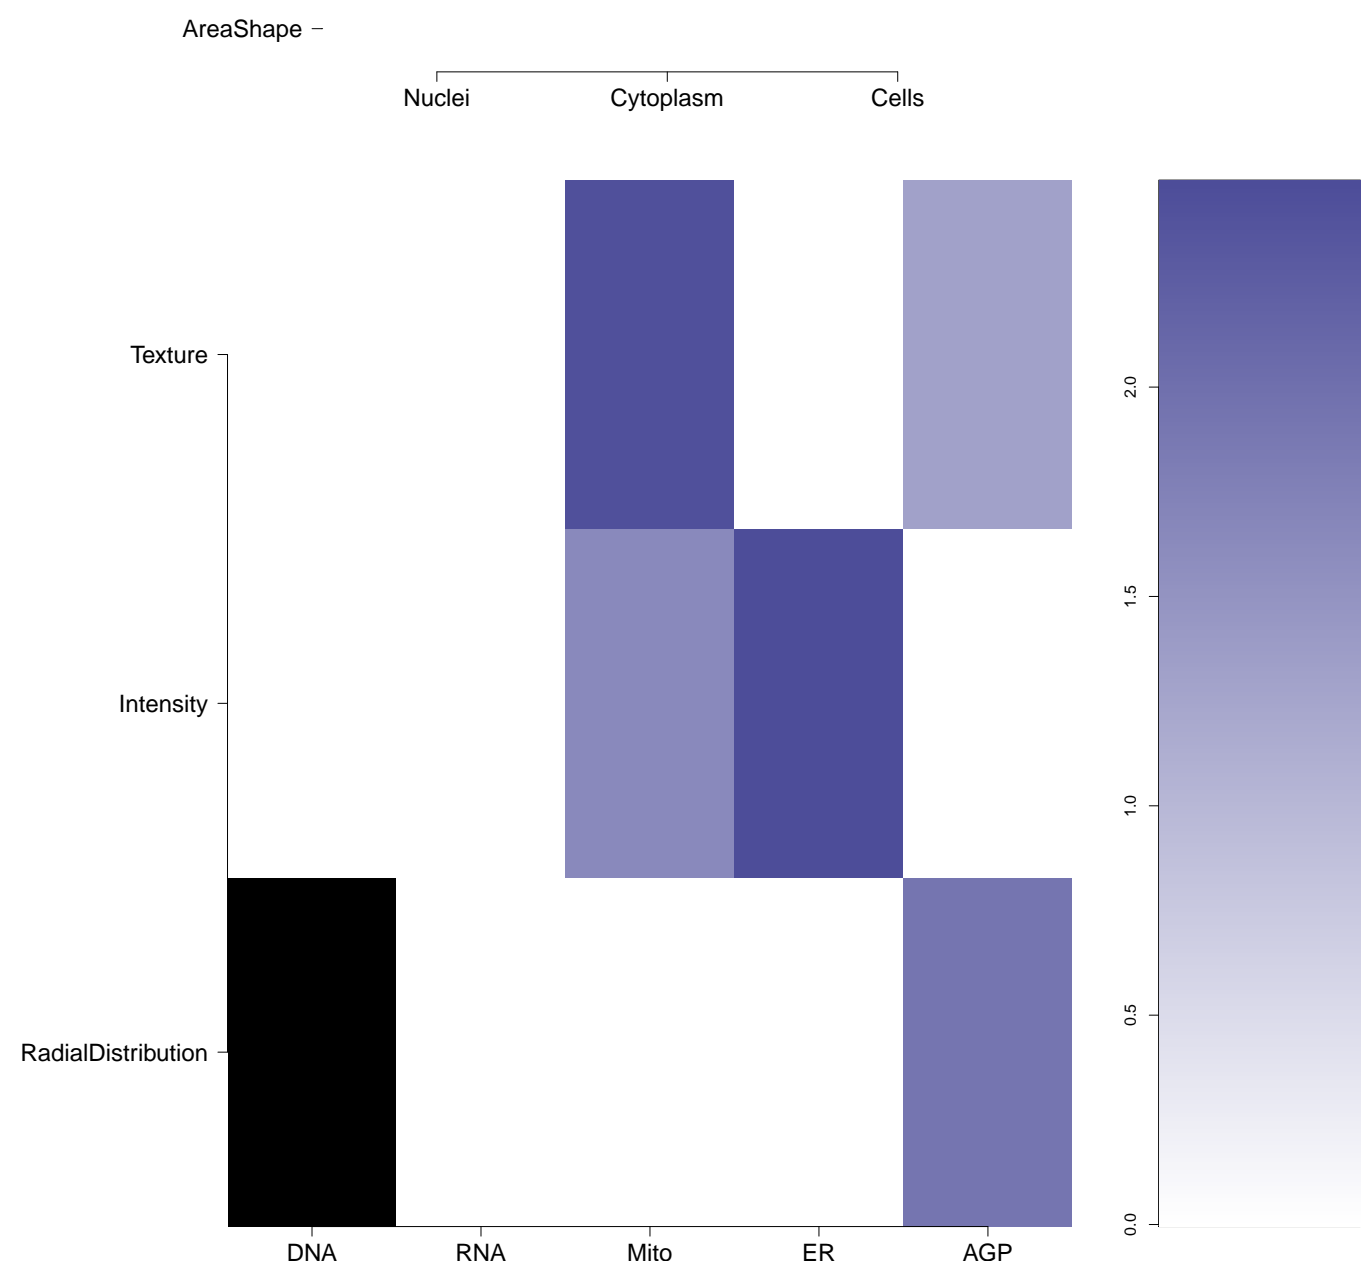 AreaShape
Nuclei Cytoplasm Cells
Texture
Intensity
RadialDistribution
DNA RNA Mito ER AGP
2.0
1.5
1.0
0.5
0.0